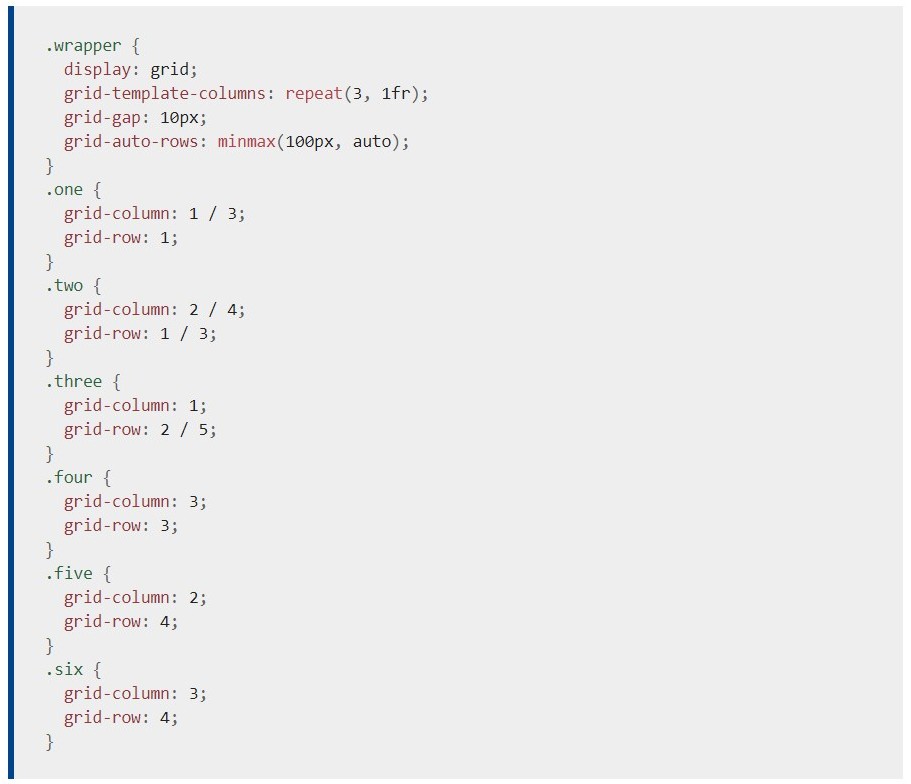 .wrapper {
  display: grid;
  grid-template-columns: repeat(3, 1fr);
  grid-gap: 10px;
  grid-auto-rows: minmax(100px, auto);
}
.one {
  grid-column: 1 / 3;
  grid-row: 1;
}
.two {
  grid-column: 2 / 4;
  grid-row: 1 / 3;
}
.three {
  grid-column: 1;
  grid-row: 2 / 5;
}
.four {
  grid-column: 3;
  grid-row: 3;
}
.five {
  grid-column: 2;
  grid-row: 4;
}
.six {
  grid-column: 3;
  grid-row: 4;
}